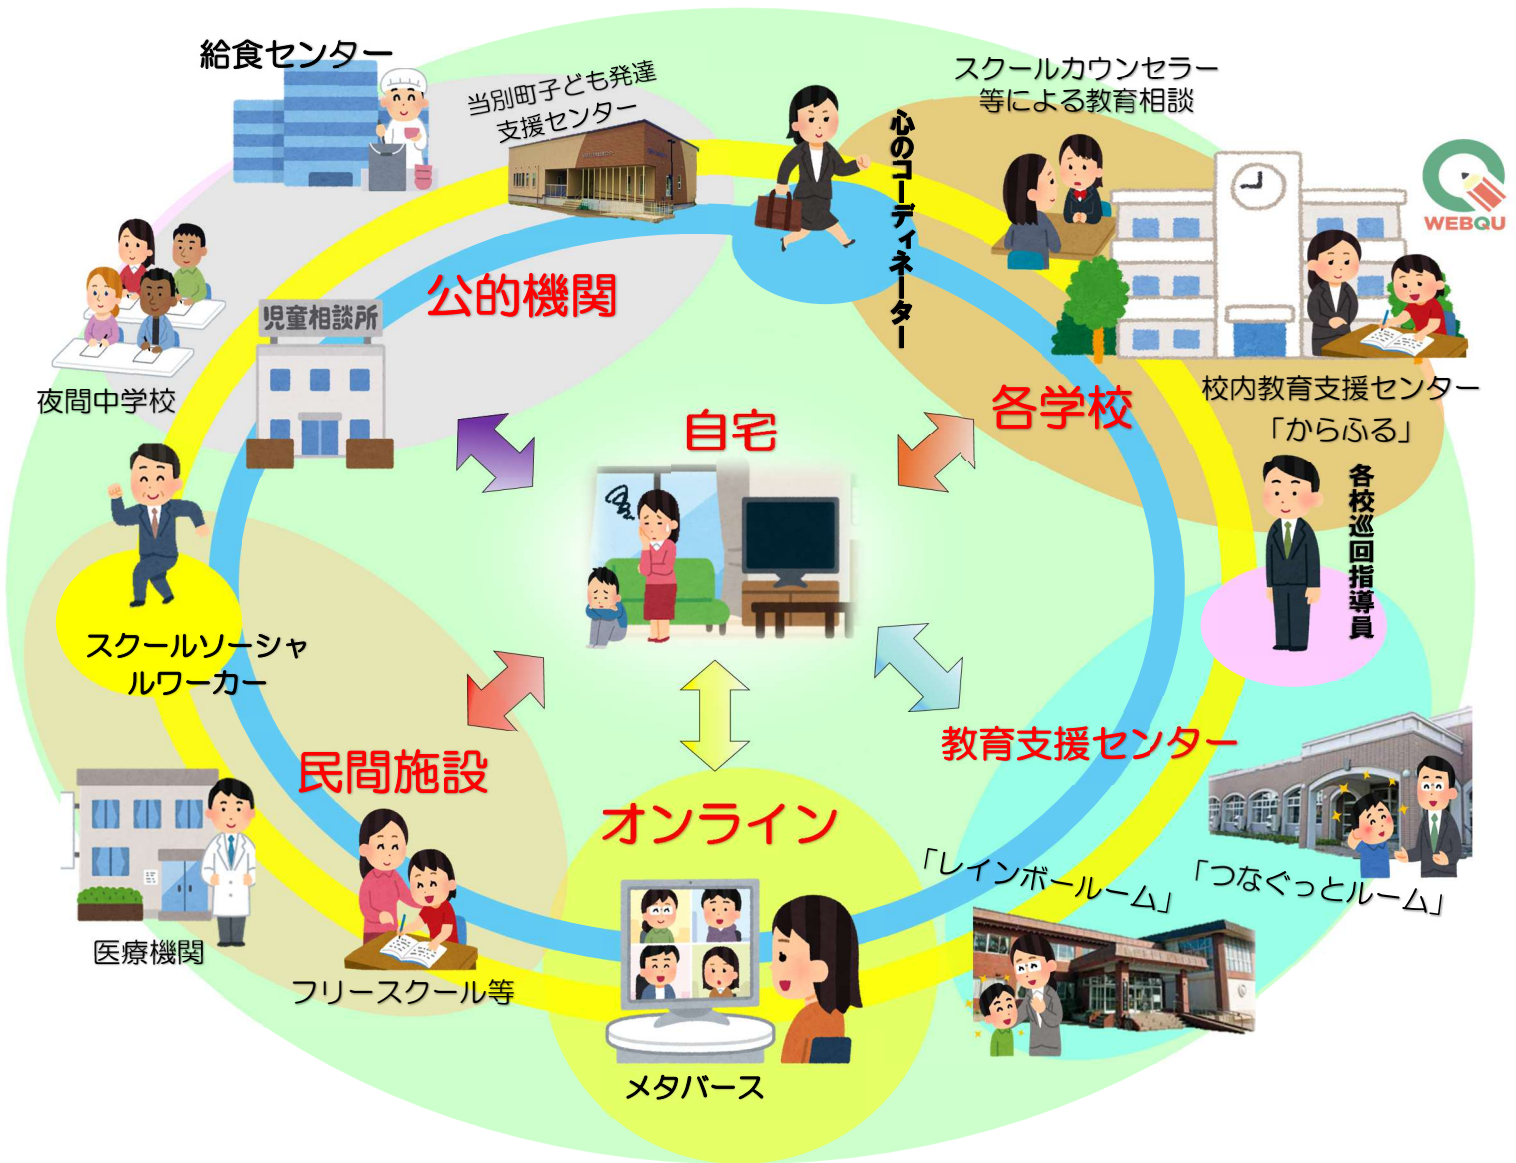 給食センター
当別町子ども発達
支援センター
心のコーディネーター
スクールカウンセラー
等による教育相談
WEBQU
公的機関
児童相談所
夜間中学校
自宅
各学校
校内教育支援センター
「からふる」
各校巡回指導員
スクールソーシャ
ルワーカー
民間施設
教育支援センター
オンライン
「レインボールーム」
「つなぐっとルーム」
医療機関
フリースクール等
メタバース